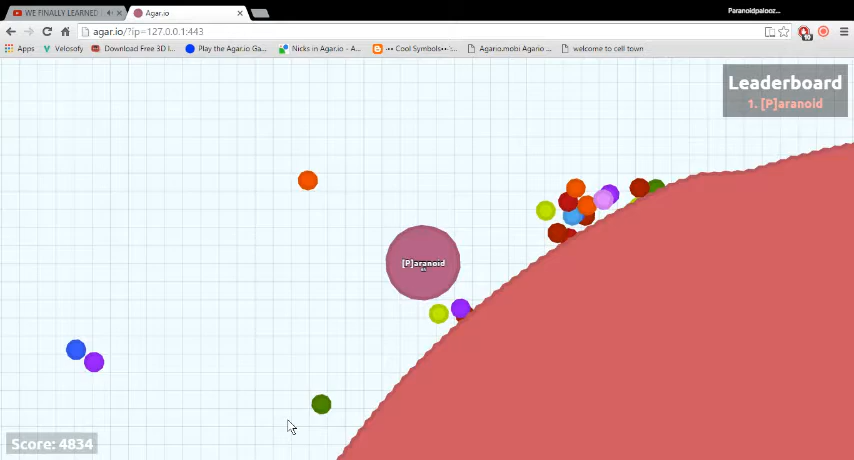 WE FINALLY LEARNED
Agar.io
Paranoidpalooz...
agar.io/?ip=127.0.0.1:443
Apps
Velosofy
Download Free 3D I...
Play the Agar.io Ga...
Nicks in Agar.io - A...
Cool Symbols
Agario.mobi Agario ...
welcome to cell town
Leaderboard
1. [P]aranoid
[P]aranoid
Score: 4834